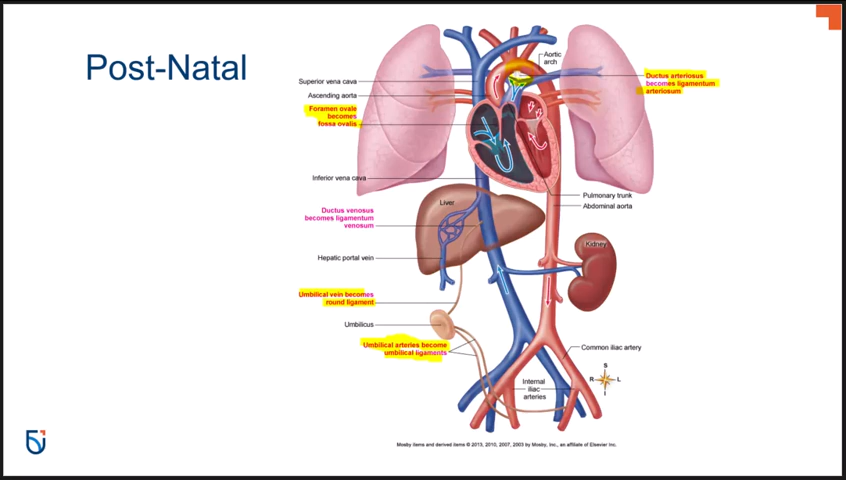 Post-Natal
Aortic
arch
Superior vena cava
Ascending aorta
Foramen ovale
becomes
fossa ovalis
Ductus arteriosus
becomes ligamentum
arteriosum
Inferior vena cava
Pulmonary trunk
Abdominal aorta
Liver
Ductus venosus
becomes ligamentum
venosum
Kidney
Hepatic portal vein
Umbilical vein becomes
round ligament
Umbilicus
Umbilical arteries become
umbilical ligaments
Common iliac artery
Internal
iliac
arteries
S
R
L
I
Mosby items and derived items © 2013, 2010, 2007, 2003 by Mosby, Inc., an affiliate of Elsevier Inc.